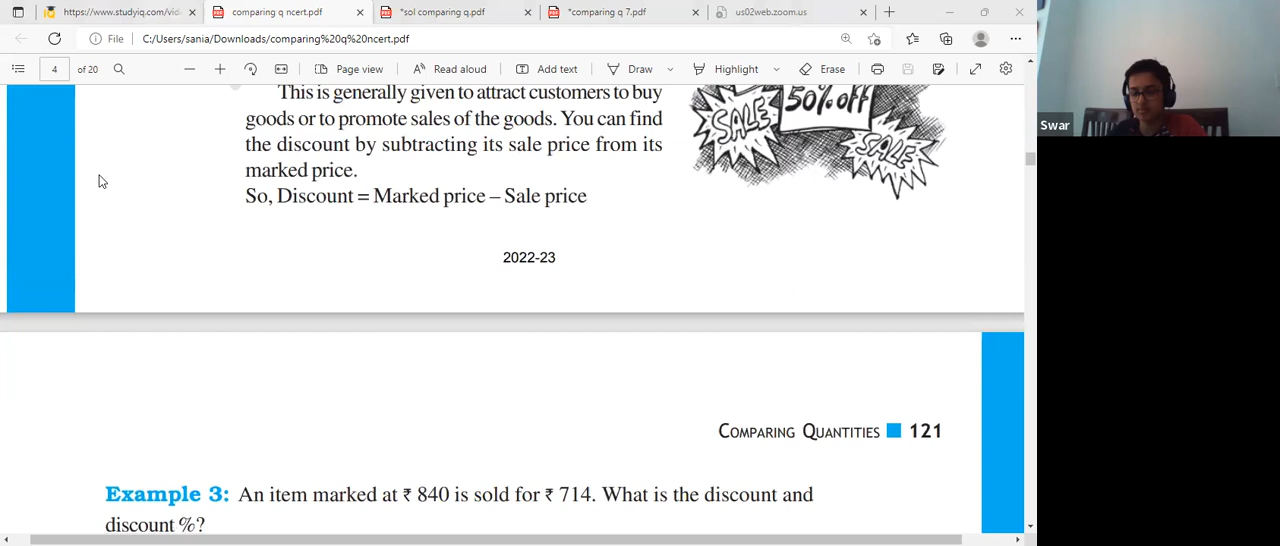 https://www.studyiq.com/vid
comparing q ncert.pdf
*sol comparing q.pdf
*comparing q 7.pdf
us02web.zoom.us
File
C:/Users/sania/Downloads/comparing%20q%20ncert.pdf
4 of 20
Page view
Read aloud
Add text
Draw
Highlight
Erase
This is generally given to attract customers to buy
goods or to promote sales of the goods. You can find
the discount by subtracting its sale price from its
marked price.
So, Discount = Marked price – Sale price
SALE
50% off
SALE
2022-23
COMPARING QUANTITIES 121
Example 3: An item marked at ₹ 840 is sold for ₹ 714. What is the discount and
discount %?
Swar